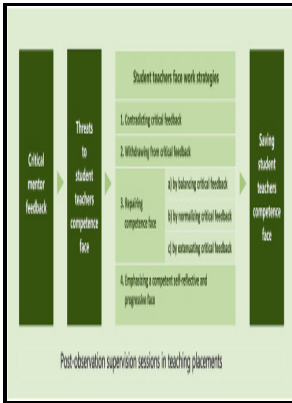 Critical
mentor
feedback
Threats
to
student
teachers
competence
face
Student teachers face work strategies
1. Contradicting critical feedback
2. Withdrawing from critical feedback
3. Repairing
competence face
a) by balancing critical feedback
b) by normalising critical feedback
c) by extenuating critical feedback
4. Emphasizing a competent self-reflective and
progressive face
Saving
student
teachers
competence
face
Post-observation supervision sessions in teaching placements